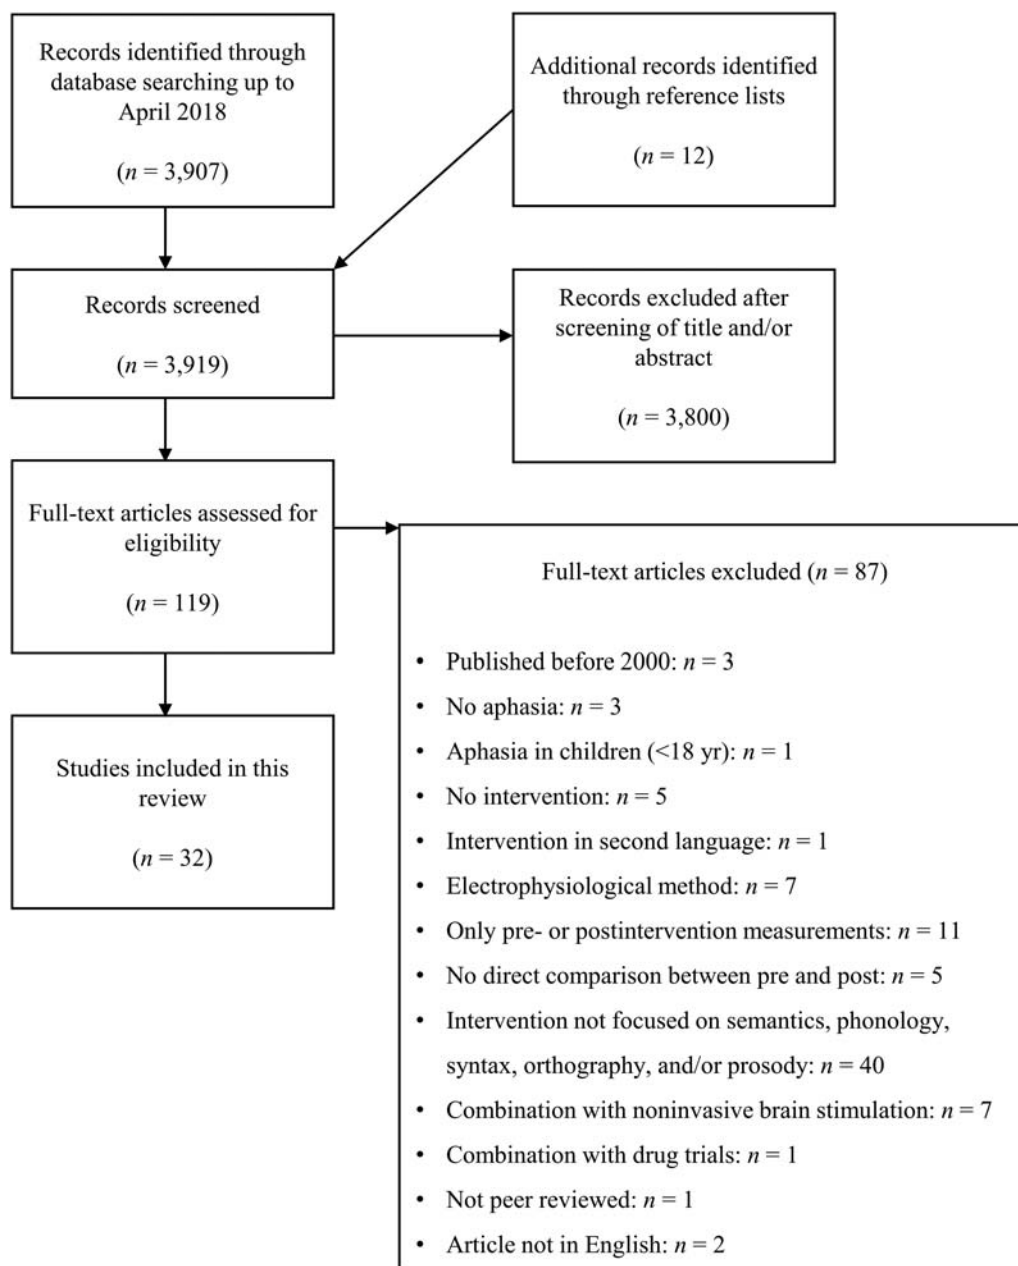 Records identified through
database searching up to
April 2018
(n = 3,907)
Additional records identified
through reference lists
(n = 12)
Records screened
(n = 3,919)
Records excluded after
screening of title and/or
abstract
(n = 3,800)
Full-text articles assessed for
eligibility
(n = 119)
Full-text articles excluded (n = 87)
• Published before 2000: n = 3
• No aphasia: n = 3
• Aphasia in children (<18 yr): n = 1
• No intervention: n = 5
• Intervention in second language: n = 1
• Electrophysiological method: n = 7
• Only pre- or postintervention measurements: n = 11
• No direct comparison between pre and post: n = 5
• Intervention not focused on semantics, phonology,
syntax, orthography, and/or prosody: n = 40
• Combination with noninvasive brain stimulation: n = 7
• Combination with drug trials: n = 1
• Not peer reviewed: n = 1
• Article not in English: n = 2
Studies included in this
review
(n = 32)